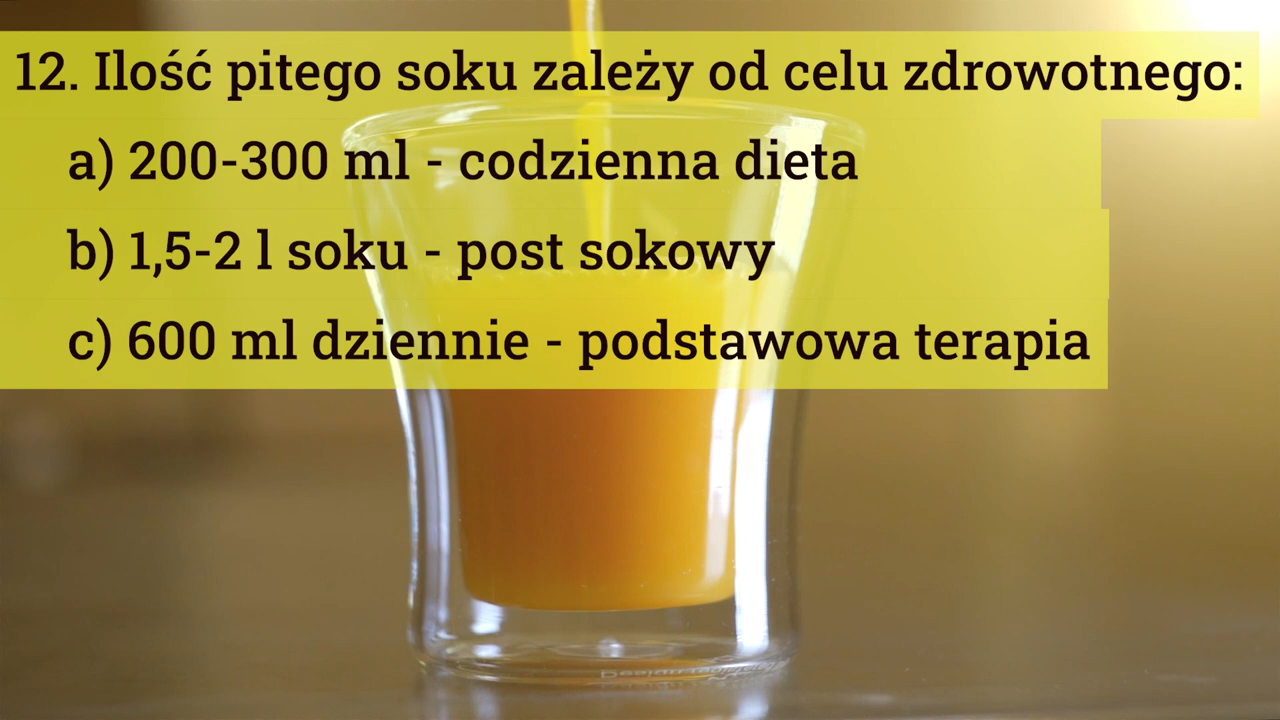 12. Ilość pitego soku zależy od celu zdrowotnego:
a) 200-300 ml - codzienna dieta
b) 1,5-2 l soku - post sokowy
c) 600 ml dziennie - podstawowa terapia